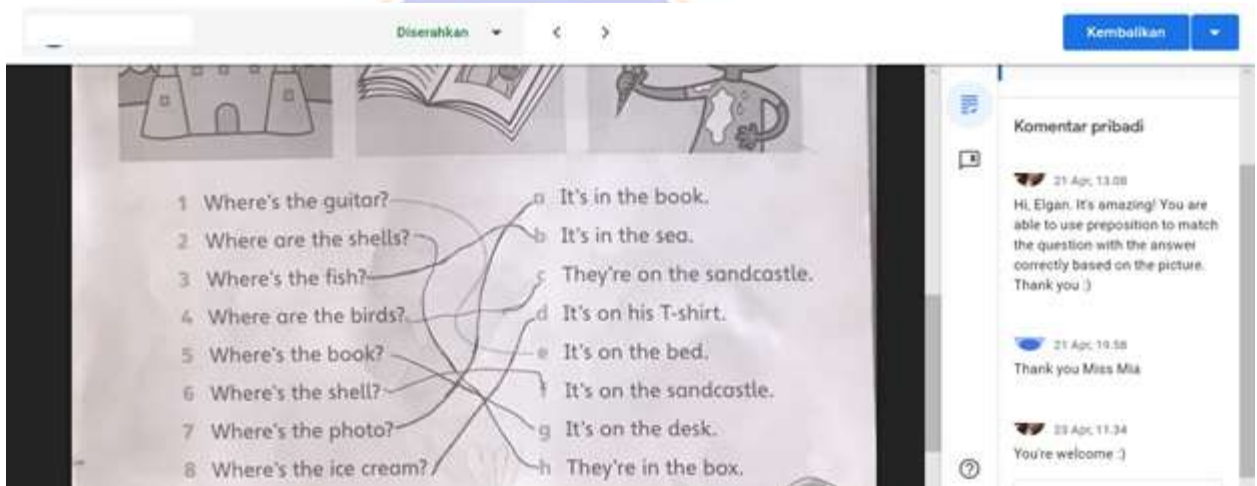 Diserahkan
Kembalikan
1 Where's the guitar?
2 Where are the shells?
3 Where's the fish?
4 Where are the birds?
5 Where's the book?
6 Where's the shell?
7 Where's the photo?
8 Where's the ice cream?
a It's in the book.
b It's in the sea.
c They're on the sandcastle.
d It's on his T-shirt.
e It's on the bed.
f It's on the sandcastle.
g It's on the desk.
h They're in the box.
Komentar pribadi
21 Apr, 13.08
Hi, Elgan. It's amazing! You are
able to use preposition to match
the question with the answer
correctly based on the picture.
Thank you :)
21 Apr, 19.58
Thank you Miss Mia
23 Apr, 11.34
You're welcome :)